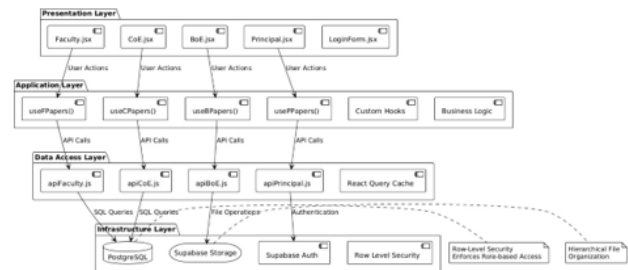 Presentation Layer
Faculty.jsx
CoE.jsx
BoE.jsx
Principal.jsx
LoginForm.jsx
User Actions
User Actions
User Actions
User Actions
Application Layer
useFPapers()
useCPapers()
useBPapers()
usePPapers()
Custom Hooks
Business Logic
API Calls
API Calls
API Calls
API Calls
Data Access Layer
apiFaculty.js
apiCoE.js
apiBoE.js
apiPrincipal.js
React Query Cache
SQL Queries
SQL Queries
File Operations
Authentication
Infrastructure Layer
PostgreSQL
Supabase Storage
Supabase Auth
Row Level Security
Row-Level Security
Enforces Role-based Access
Hierarchical File
Organization